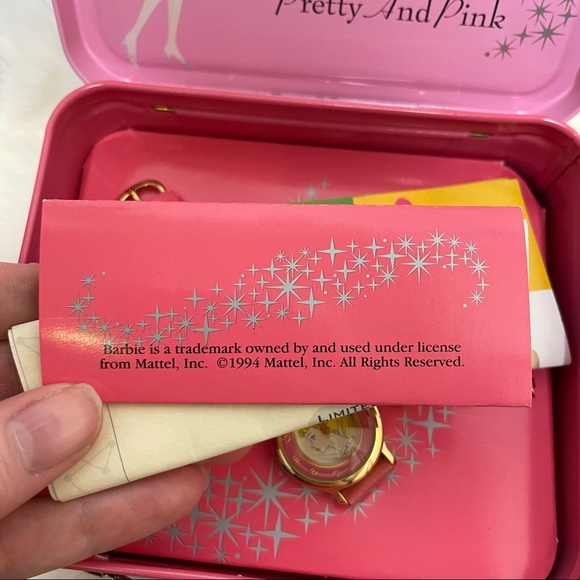 Pretty And Pink
Barbie is a trademark owned by and used under license
from Mattel, Inc. ©1994 Mattel, Inc. All Rights Reserved.